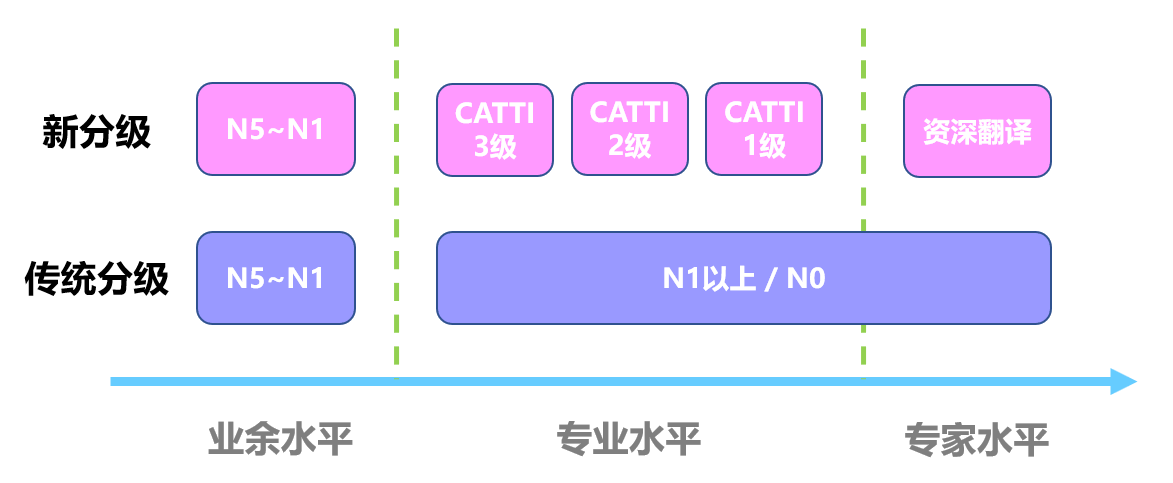 新分级
N5~N1
CATTI
3级
CATTI
2级
CATTI
1级
资深翻译
传统分级
N5~N1
N1以上 / N0
业余水平
专业水平
专家水平